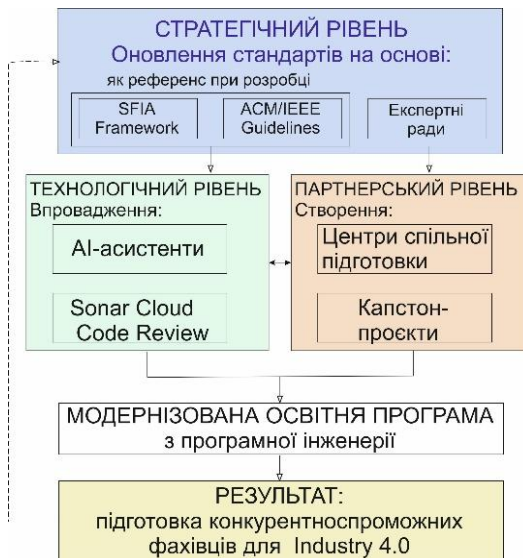 СТРАТЕГІЧНИЙ РІВЕНЬ
Оновлення стандартів на основі:
як референс при розробці
SFIA
Framework
ACM/IEEE
Guidelines
Експертні
ради
ТЕХНОЛОГІЧНИЙ РІВЕНЬ
Впровадження:
AI-асистенти
Sonar Cloud
Code Review
ПАРТНЕРСЬКИЙ РІВЕНЬ
Створення:
Центри спільної
підготовки
Капстон-
проєкти
МОДЕРНІЗОВАНА ОСВІТНЯ ПРОГРАМА
з програмної інженерії
РЕЗУЛЬТАТ:
підготовка конкурентноспроможних
фахівців для Industry 4.0